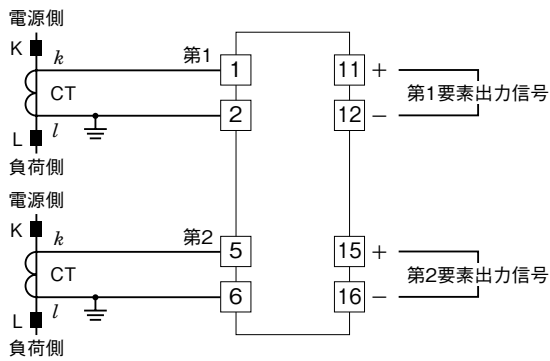 電源側
K k 第1 1 11 +
CT 第1要素出力信号
L l 2 12 −
負荷側
電源側
K k 第2 5 15 +
CT 第2要素出力信号
L l 6 16 −
負荷側